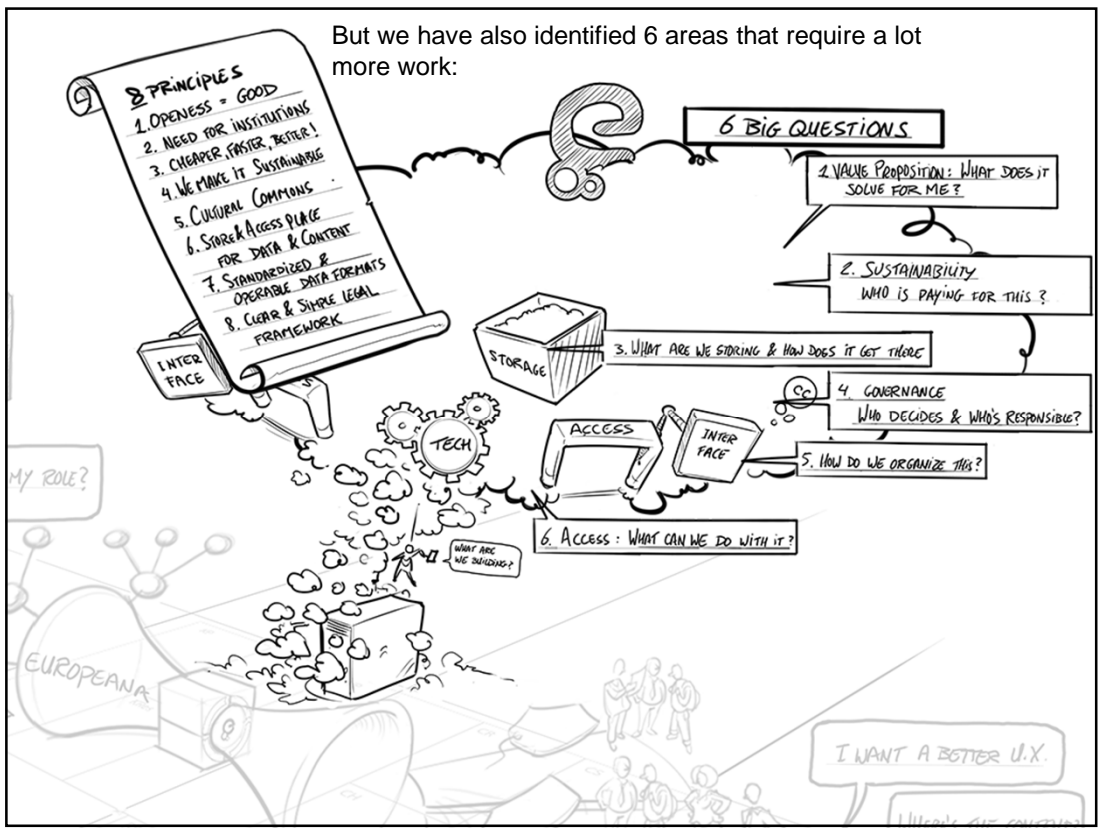 But we have also identified 6 areas that require a lot
more work:
8 PRINCIPLES
1. OPENESS = GOOD
2. NEED FOR INSTITUTIONS
3. CHEAPER, FASTER, BETTER!
4. WE MAKE IT SUSTAINABLE
5. CULTURAL COMMONS
6. STORE & ACCESS PLACE
FOR DATA & CONTENT
7. STANDARDIZED &
OPERABLE DATA FORMATS
8. CLEAR & SIMPLE LEGAL
FRAMEWORK
6 BIG QUESTIONS
1 VALUE PROPOSITION: WHAT DOES IT
SOLVE FOR ME?
2. SUSTAINABILITY
WHO IS PAYING FOR THIS?
INTER
FACE
STORAGE
3. WHAT ARE WE STORING & HOW DOES IT GET THERE
CC
4. GOVERNANCE
WHO DECIDES & WHO'S RESPONSIBLE?
TECH
ACCESS
INTER
FACE
5. HOW DO WE ORGANIZE THIS?
MY ROLE?
6. ACCESS: WHAT CAN WE DO WITH IT?
WHAT ARE
WE BUILDING?
EUROPEANA
I WANT A BETTER U.X.
WHERE'S THE